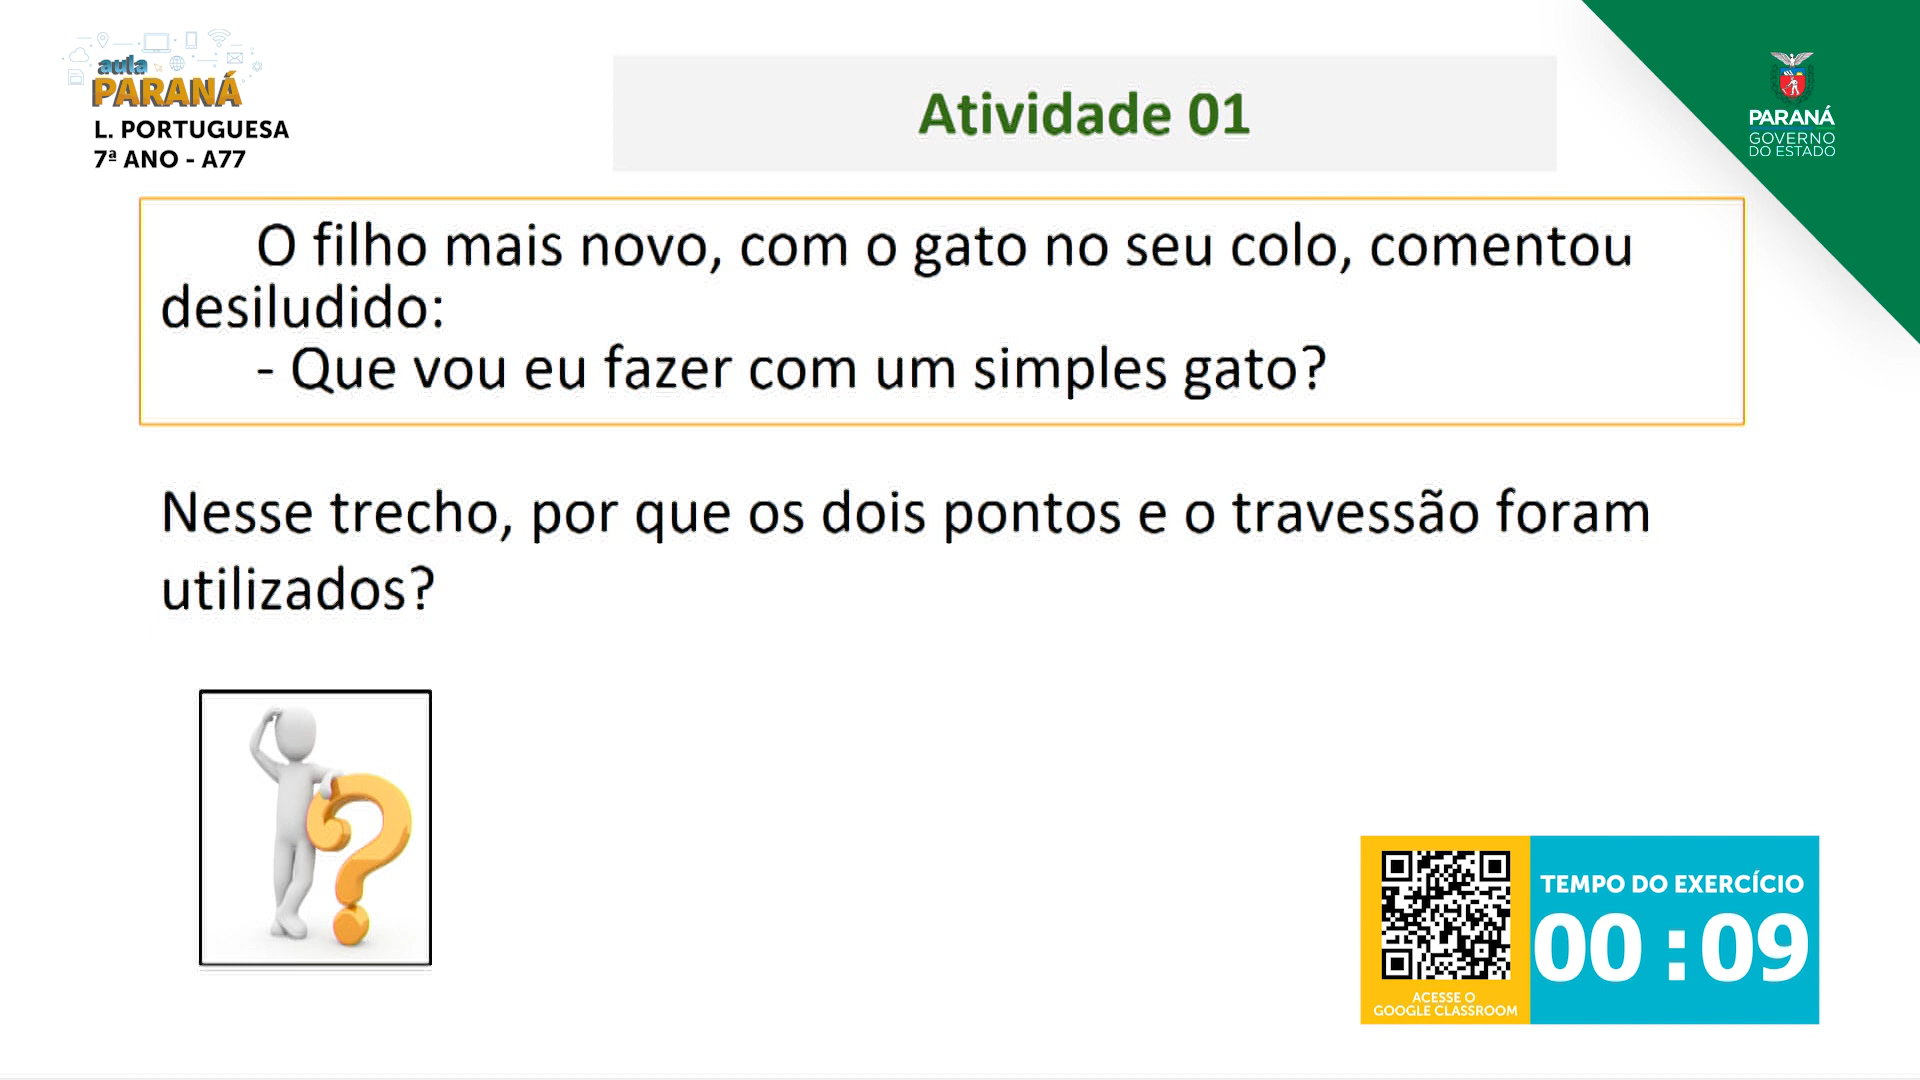 aula
PARANÁ
L. PORTUGUESA
7ª ANO - A77
Atividade 01
PARANÁ
GOVERNO
DO ESTADO
O filho mais novo, com o gato no seu colo, comentou
desiludido:
- Que vou eu fazer com um simples gato?
Nesse trecho, por que os dois pontos e o travessão foram
utilizados?
ACESSE O
GOOGLE CLASSROOM
TEMPO DO EXERCÍCIO
00:09